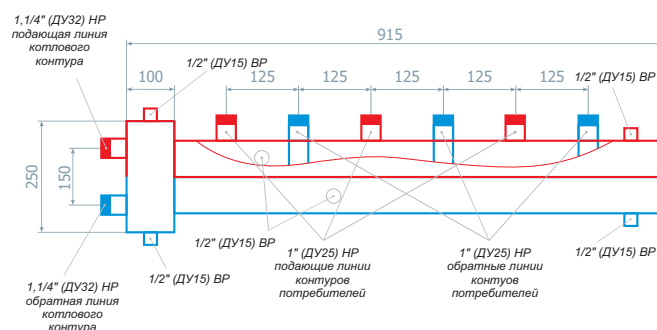 1,1/4" (ДУ32) НР
подающая линия
котлового
контура
915
1/2" (ДУ15) ВР
100
125
125
125
125
125
1/2" (ДУ15) ВР
250
150
1/2" (ДУ15) ВР
1/2" (ДУ15) ВР
1/2" (ДУ15) ВР
1" (ДУ25) НР
подающие линии
контуров
потребителей
1" (ДУ25) НР
обратные линии
контуов
потребителей
1,1/4" (ДУ32) НР
обратная линия
котлового
контура